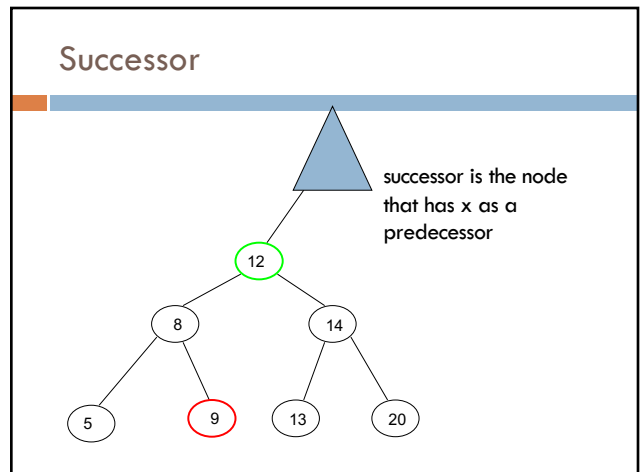 Successor
successor is the node
that has x as a
predecessor
12
8
14
5
9
13
20